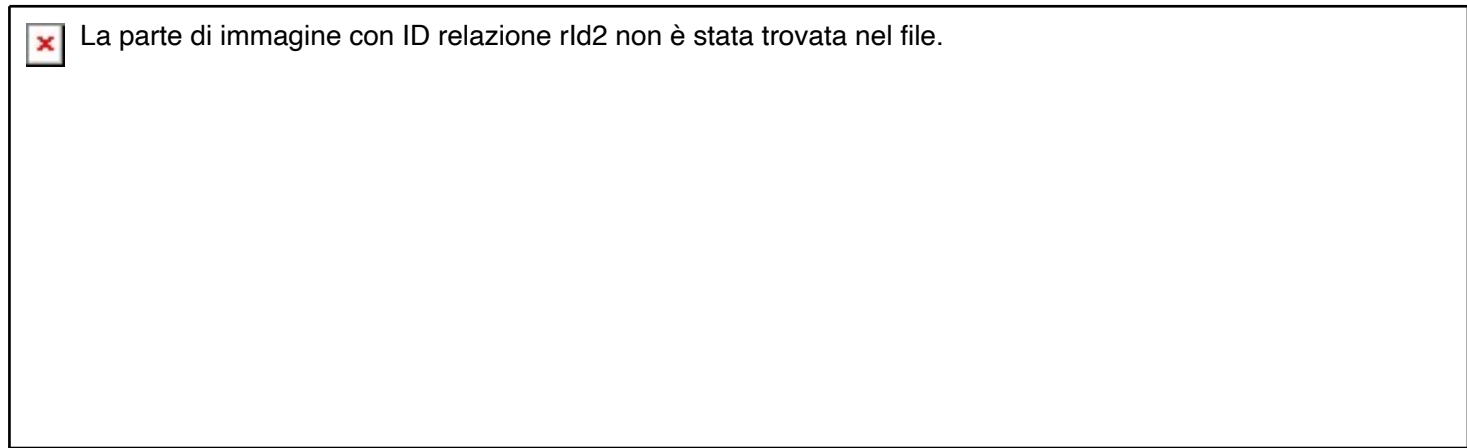 La parte di immagine con ID relazione rId2 non è stata trovata nel file.